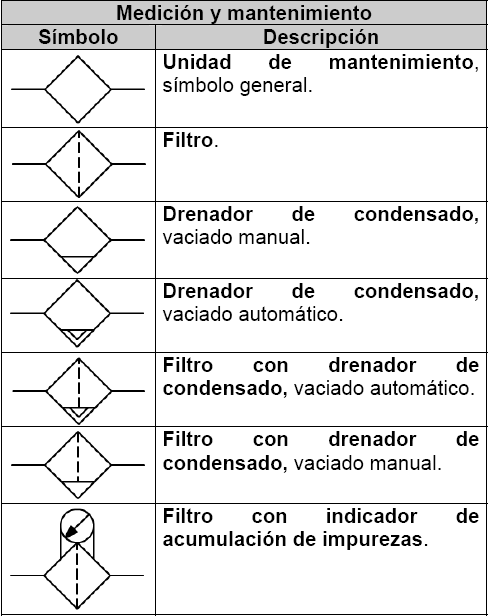 Medición y mantenimiento
Símbolo Descripción
Unidad de mantenimiento,
símbolo general.
Filtro.
Drenador de condensado,
vaciado manual.
Drenador de condensado,
vaciado automático.
Filtro con drenador de
condensado, vaciado automático.
Filtro con drenador de
condensado, vaciado manual.
Filtro con indicador de
acumulación de impurezas.